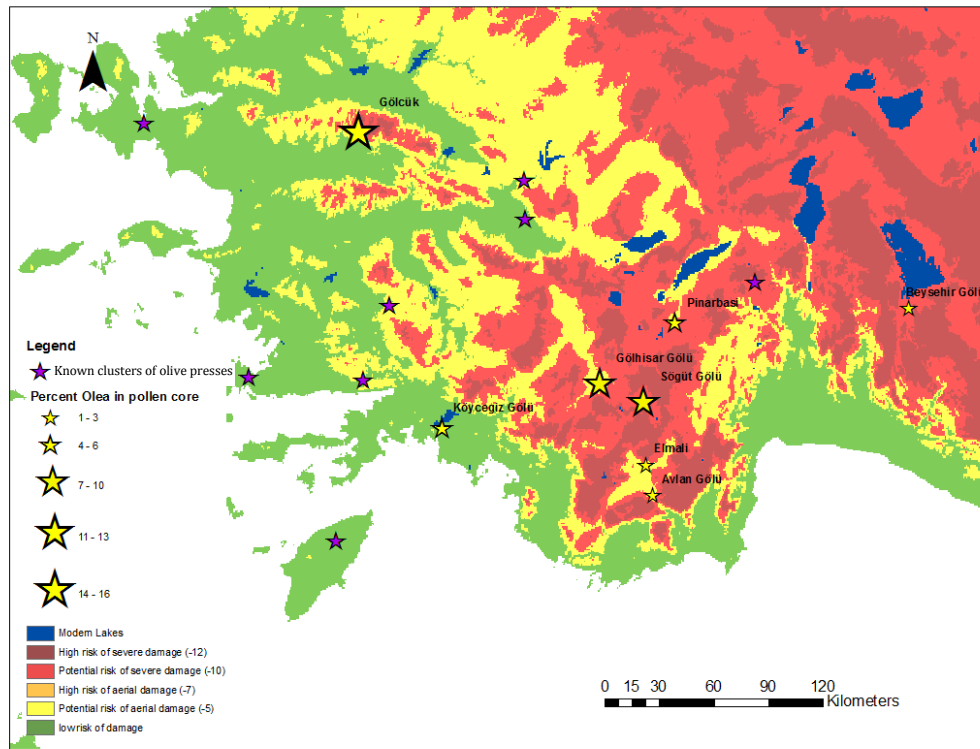 N
Gölcük
Beysehir Gölü
Pinarbasi
Gölhisar Gölü
Sögüt Gölü
Köycegiz Gölü
Elmali
Avlan Gölü
Legend
Known clusters of olive presses
Percent Olea in pollen core
1 - 3
4 - 6
7 - 10
11 - 13
14 - 16
Modern Lakes
High risk of severe damage (-12)
Potential risk of severe damage (-10)
High risk of aerial damage (-7)
Potential risk of aerial damage (-5)
lowrisk of damage
0 15 30 60 90 120
Kilometers